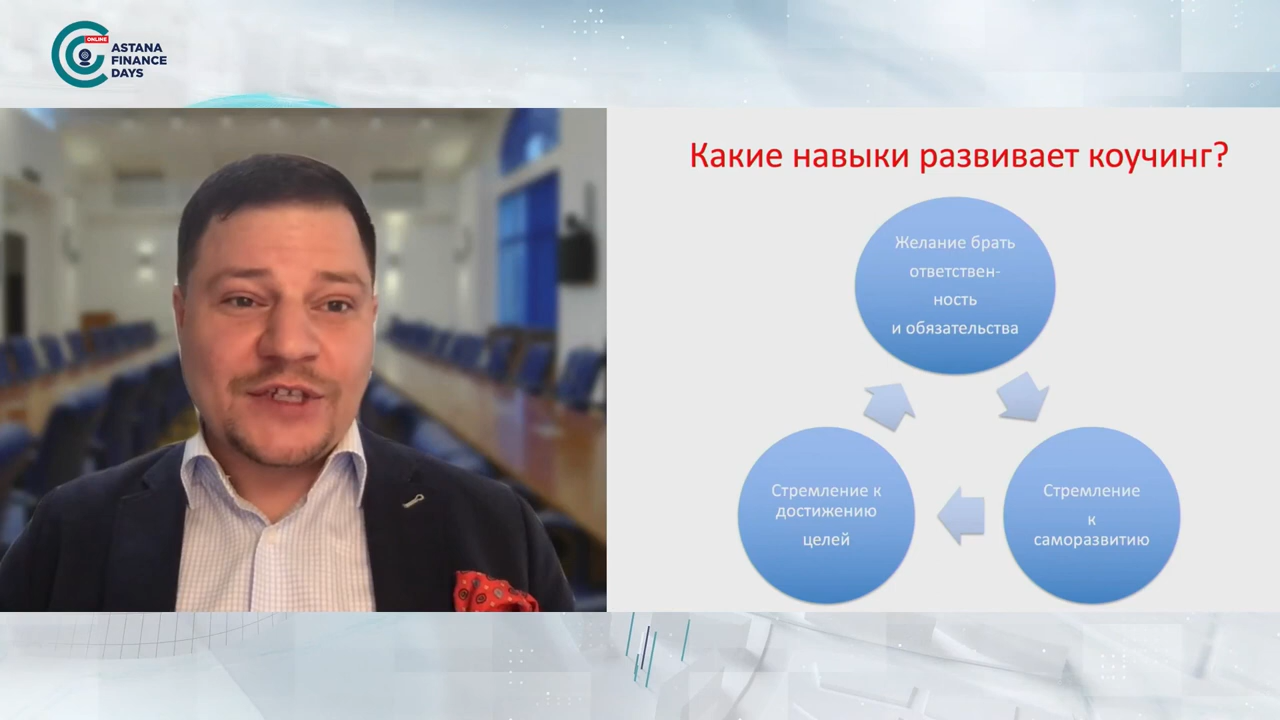 ONLINE
ASTANA
FINANCE
DAYS
Какие навыки развивает коучинг?
Желание брать
ответствен-
ность
и обязательства
Стремление к
достижению
целей
Стремление
к
саморазвитию